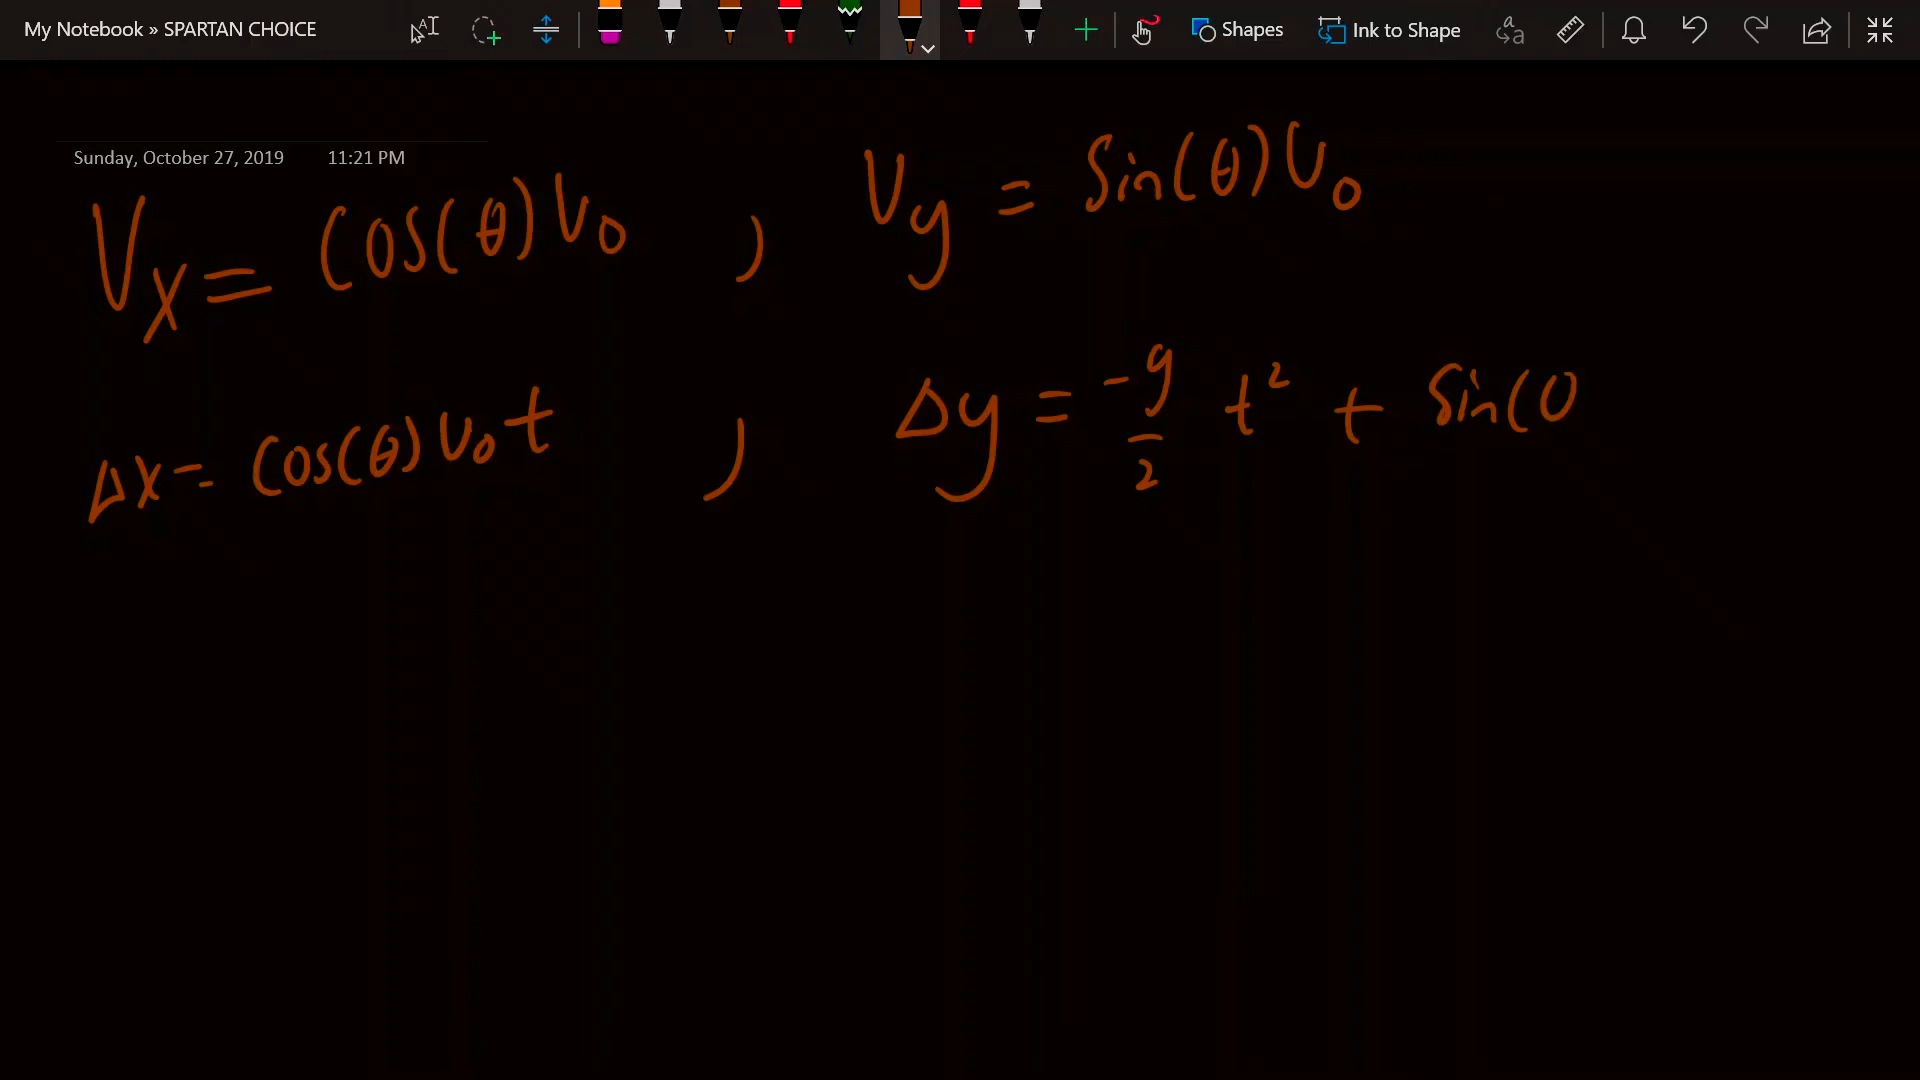 My Notebook » SPARTAN CHOICE Shapes Ink to Shape
Sunday, October 27, 2019 11:21 PM
Vx = cos(θ)V₀ , Vy = sin(θ)V₀
Δx = cos(θ)V₀t , Δy = -g/2 t² + sin(0